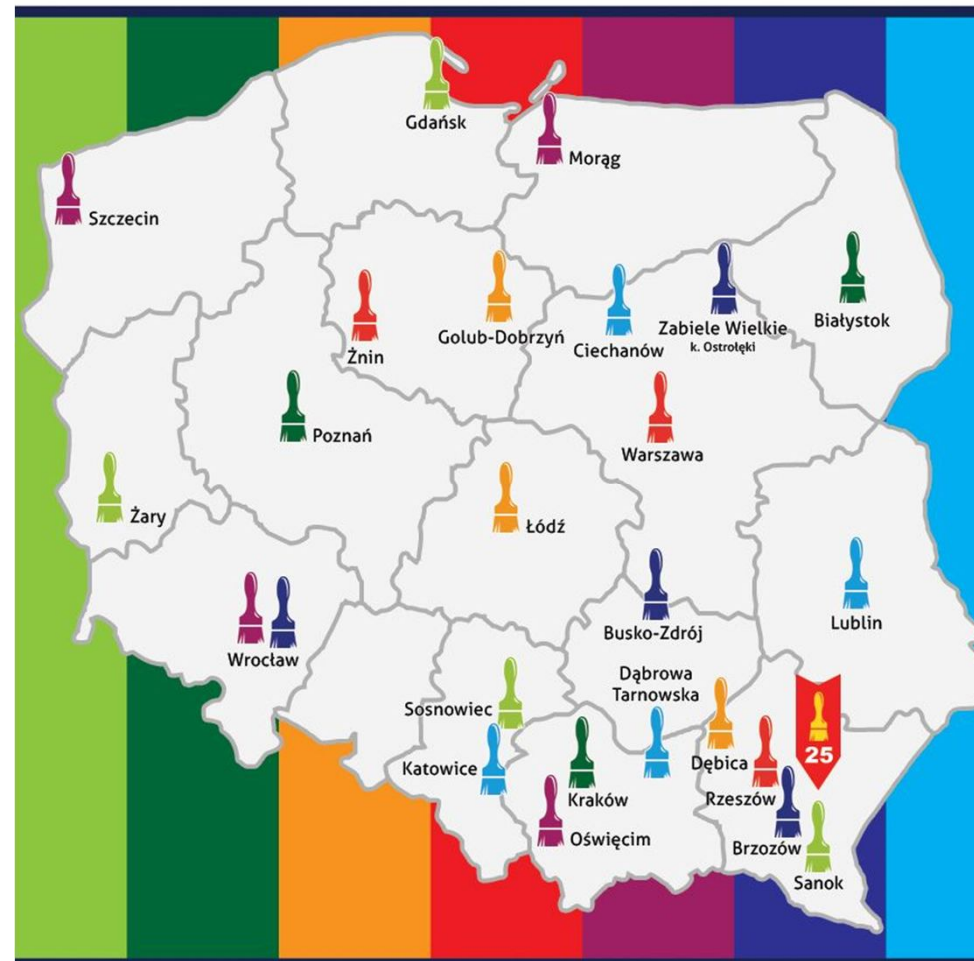 Gdańsk
Morąg
Szczecin
Białystok
Zabiele Wielkie
k. Ostrołęki
Golub-Dobrzyń
Ciechanów
Żnin
Poznań
Warszawa
Żary
Łódź
Lublin
Busko-Zdrój
Wrocław
Dąbrowa
Tarnowska
Sosnowiec
25
Dębica
Katowice
Kraków
Rzeszów
Oświęcim
Brzozów
Sanok